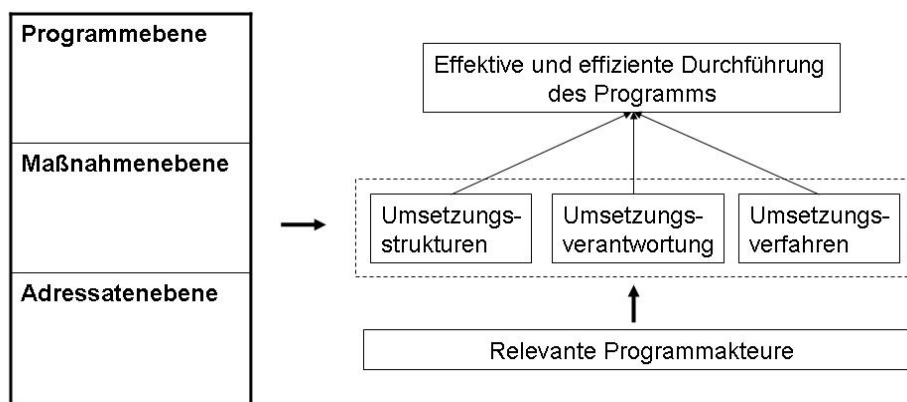 Programmebene
Maßnahmenebene
Adressatenebene
Effektive und effiziente Durchführung
des Programms
Umsetzungs-
strukturen
Umsetzungs-
verantwortung
Umsetzungs-
verfahren
Relevante Programmakteure